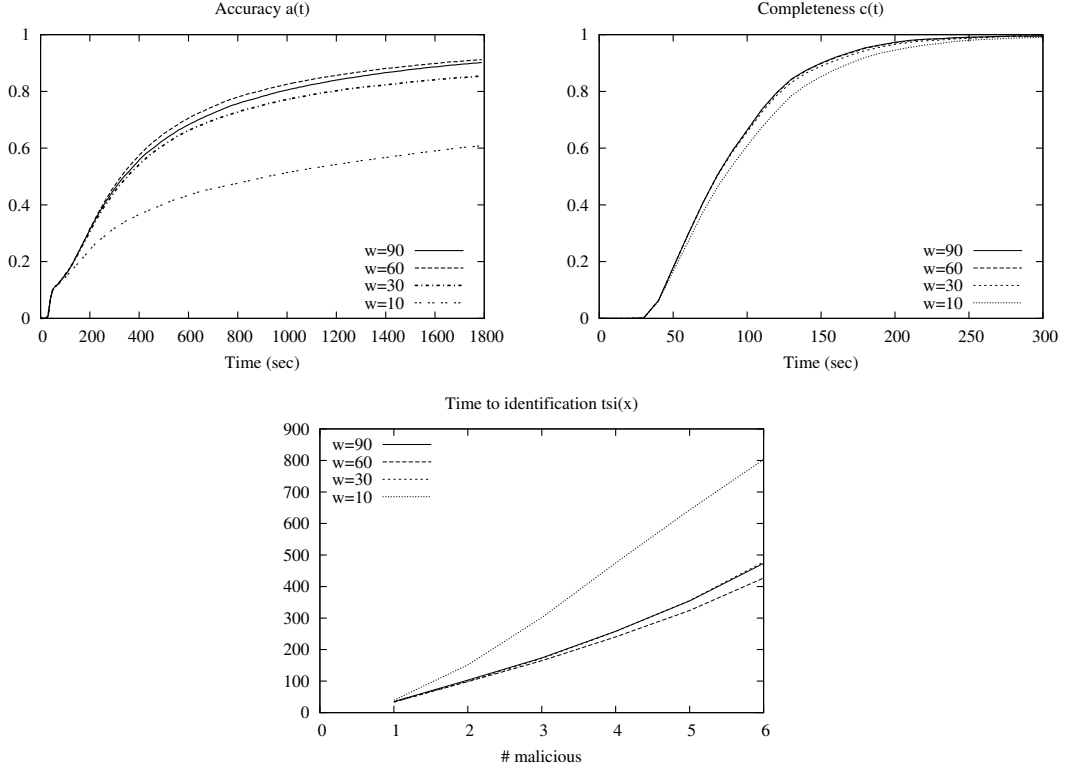 Accuracy a(t)
1
0.8
0.6
0.4
0.2
0
w=90
w=60
w=30
w=10
0 200 400 600 800 1000 1200 1400 1600 1800
Time (sec)
Completeness c(t)
1
0.8
0.6
0.4
0.2
0
w=90
w=60
w=30
w=10
0 50 100 150 200 250 300
Time (sec)
Time to identification tsi(x)
900
800
700
600
500
400
300
200
100
0
w=90
w=60
w=30
w=10
0 1 2 3 4 5 6
# malicious